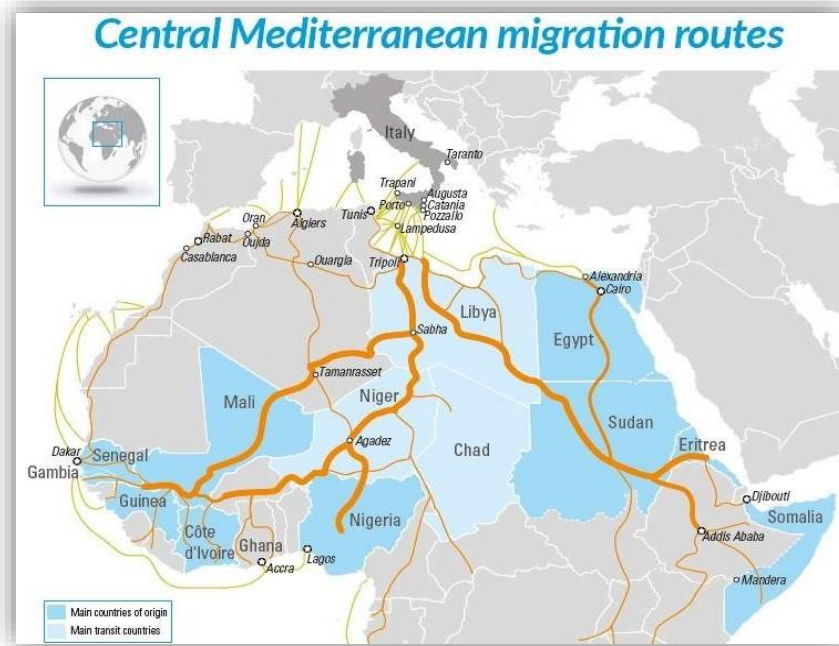 Central Mediterranean migration routes
Italy
Taranto
Trapani
Augusta
Porto
Catania
Pozzallo
Lampedusa
Tunis
Algiers
Oran
Oujda
Rabat
Casablanca
Ouargla
Tripoli
Alexandria
Cairo
Libya
Egypt
Sabha
Tamanrasset
Mali
Niger
Chad
Sudan
Eritrea
Agadez
Dakar
Senegal
Gambia
Guinea
Côte
d'Ivoire
Ghana
Accra
Lagos
Nigeria
Djibouti
Somalia
Addis Ababa
Mandera
Main countries of origin
Main transit countries